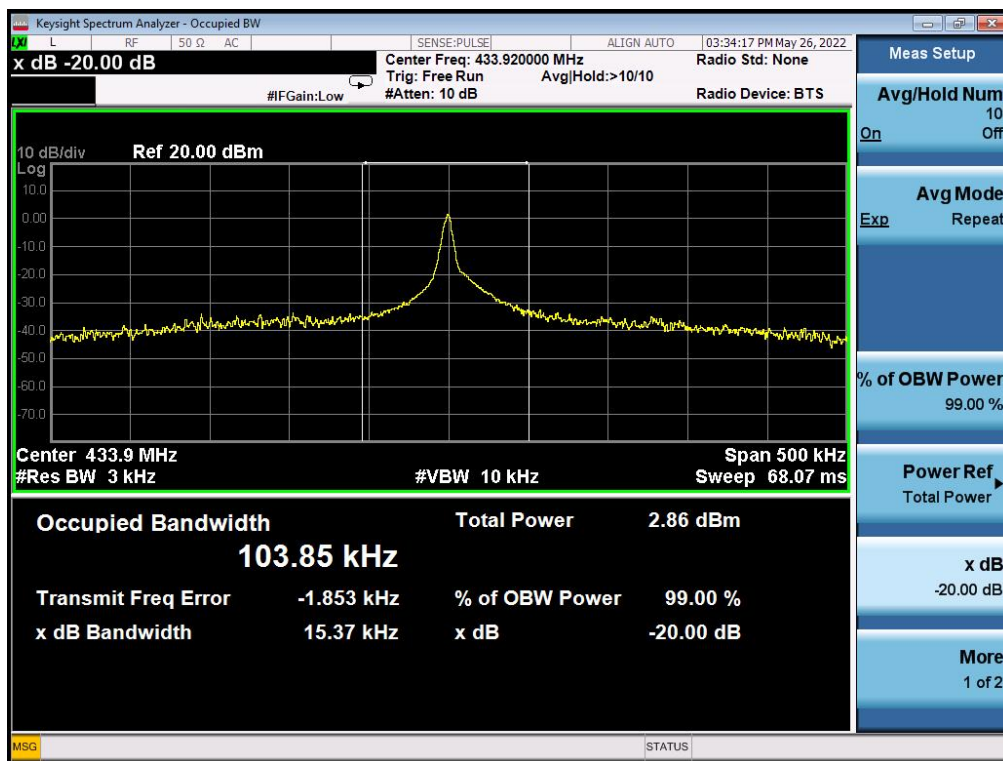 Keysight Spectrum Analyzer - Occupied BW
LXI L RF 50 Ω AC SENSE:PULSE ALIGN AUTO 03:34:17 PM May 26, 2022
x dB -20.00 dB
Center Freq: 433.920000 MHz Radio Std: None
Trig: Free Run Avg|Hold:>10/10
#IFGain:Low #Atten: 10 dB Radio Device: BTS
10 dB/div Ref 20.00 dBm
Log
10.0
0.00
-10.0
-20.0
-30.0
-40.0
-50.0
-60.0
-70.0
Center 433.9 MHz Span 500 kHz
#Res BW 3 kHz #VBW 10 kHz Sweep 68.07 ms
Occupied Bandwidth Total Power 2.86 dBm
103.85 kHz
Transmit Freq Error -1.853 kHz % of OBW Power 99.00 %
x dB Bandwidth 15.37 kHz x dB -20.00 dB
MSG STATUS
Meas Setup
Avg/Hold Num
10
On Off
Avg Mode
Exp Repeat
% of OBW Power
99.00 %
Power Ref
Total Power
x dB
-20.00 dB
More
1 of 2